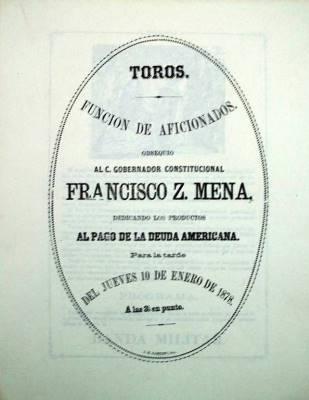 TOROS.
FUNCION DE AFICIONADOS.
OBSEQUIO
AL C. GOBERNADOR CONSTITUCIONAL
FRANCISCO Z. MENA,
DEDICANDO LOS PRODUCTOS
AL PAGO DE LA DEUDA AMERICANA.
Para la tarde
DEL JUEVES 10 DE ENERO DE 1878.
A las 3½ en punto.
PROGRAMA.
BANDA MILITAR